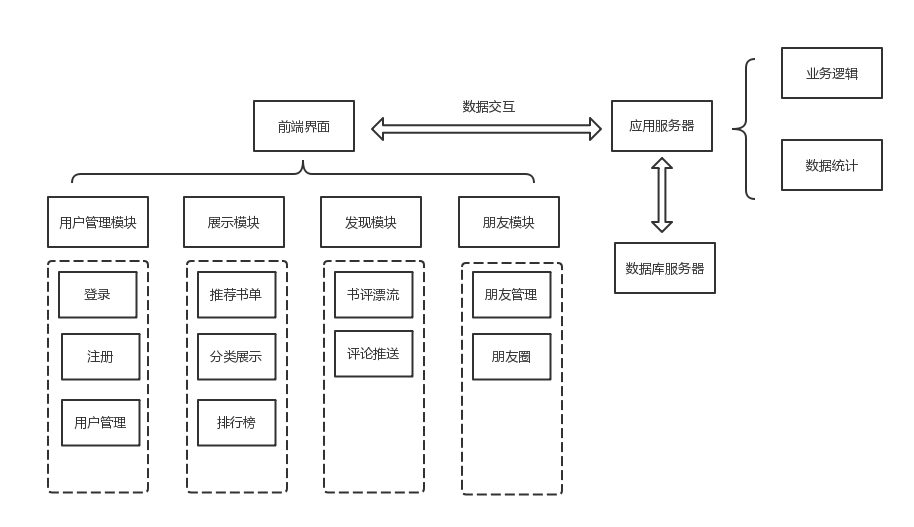 业务逻辑
数据交互
前端界面
应用服务器
数据统计
用户管理模块
展示模块
发现模块
朋友模块
数据库服务器
登录
推荐书单
书评漂流
朋友管理
注册
分类展示
评论推送
朋友圈
用户管理
排行榜